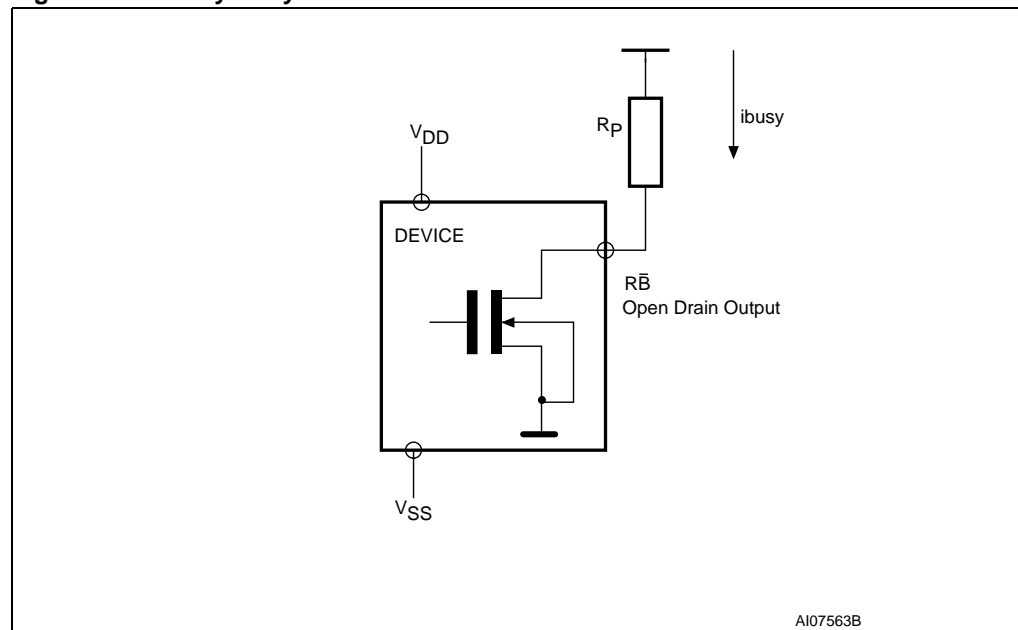 RP
ibusy
VDD
DEVICE
RB̅
Open Drain Output
VSS
AI07563B